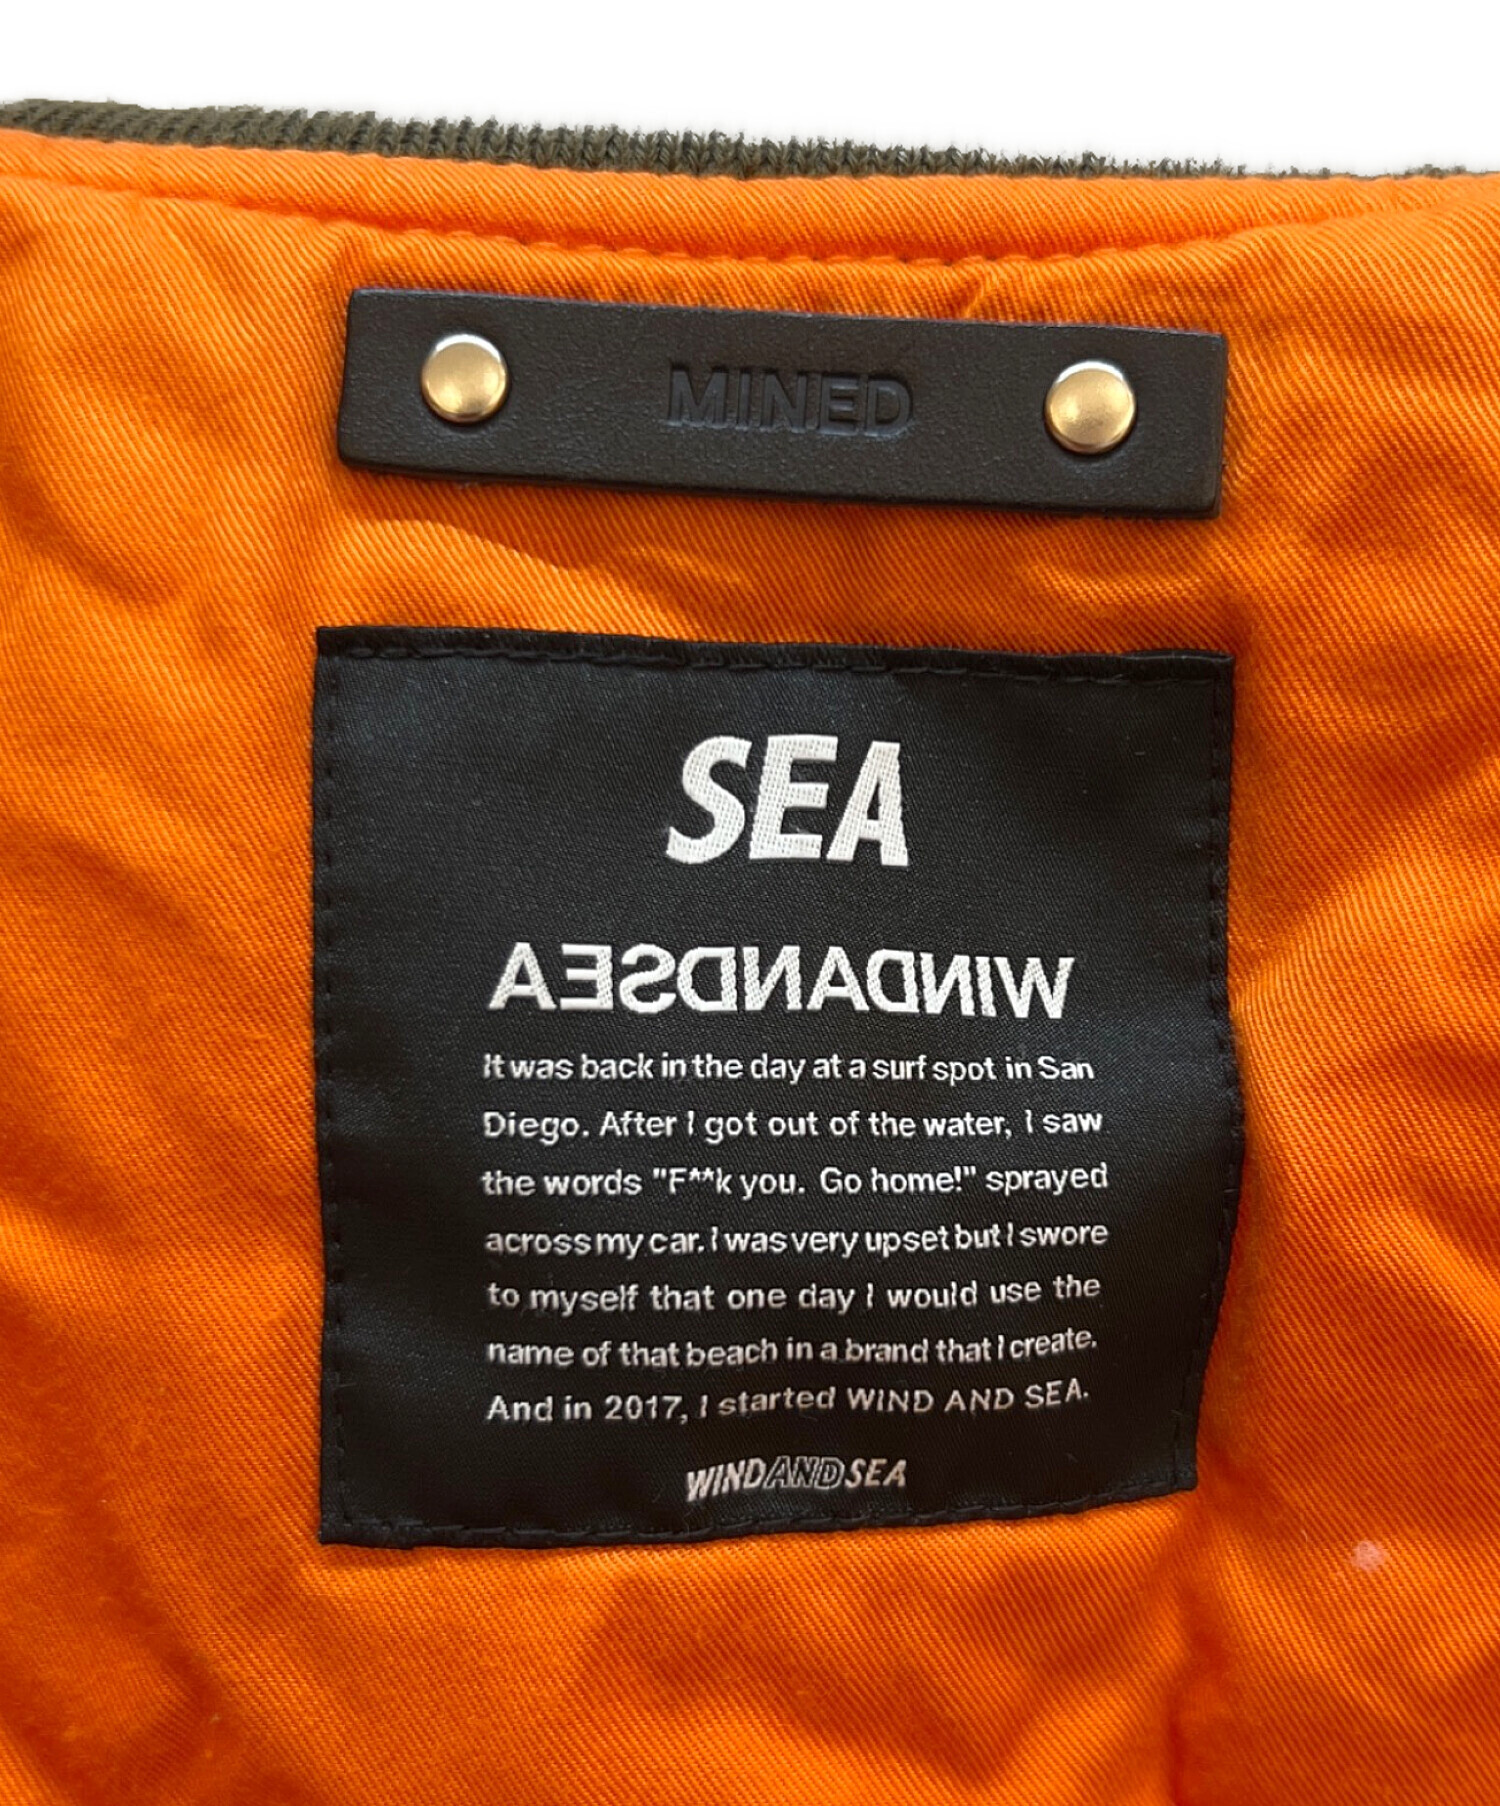 MINED
SEA
WINDANDSEA
It was back in the day at a surf spot in San
Diego. After I got out of the water, I saw
the words "F**k you. Go home!" sprayed
across my car. I was very upset but I swore
to myself that one day I would use the
name of that beach in a brand that I create.
And in 2017, I started WIND AND SEA.
WINDANDSEA